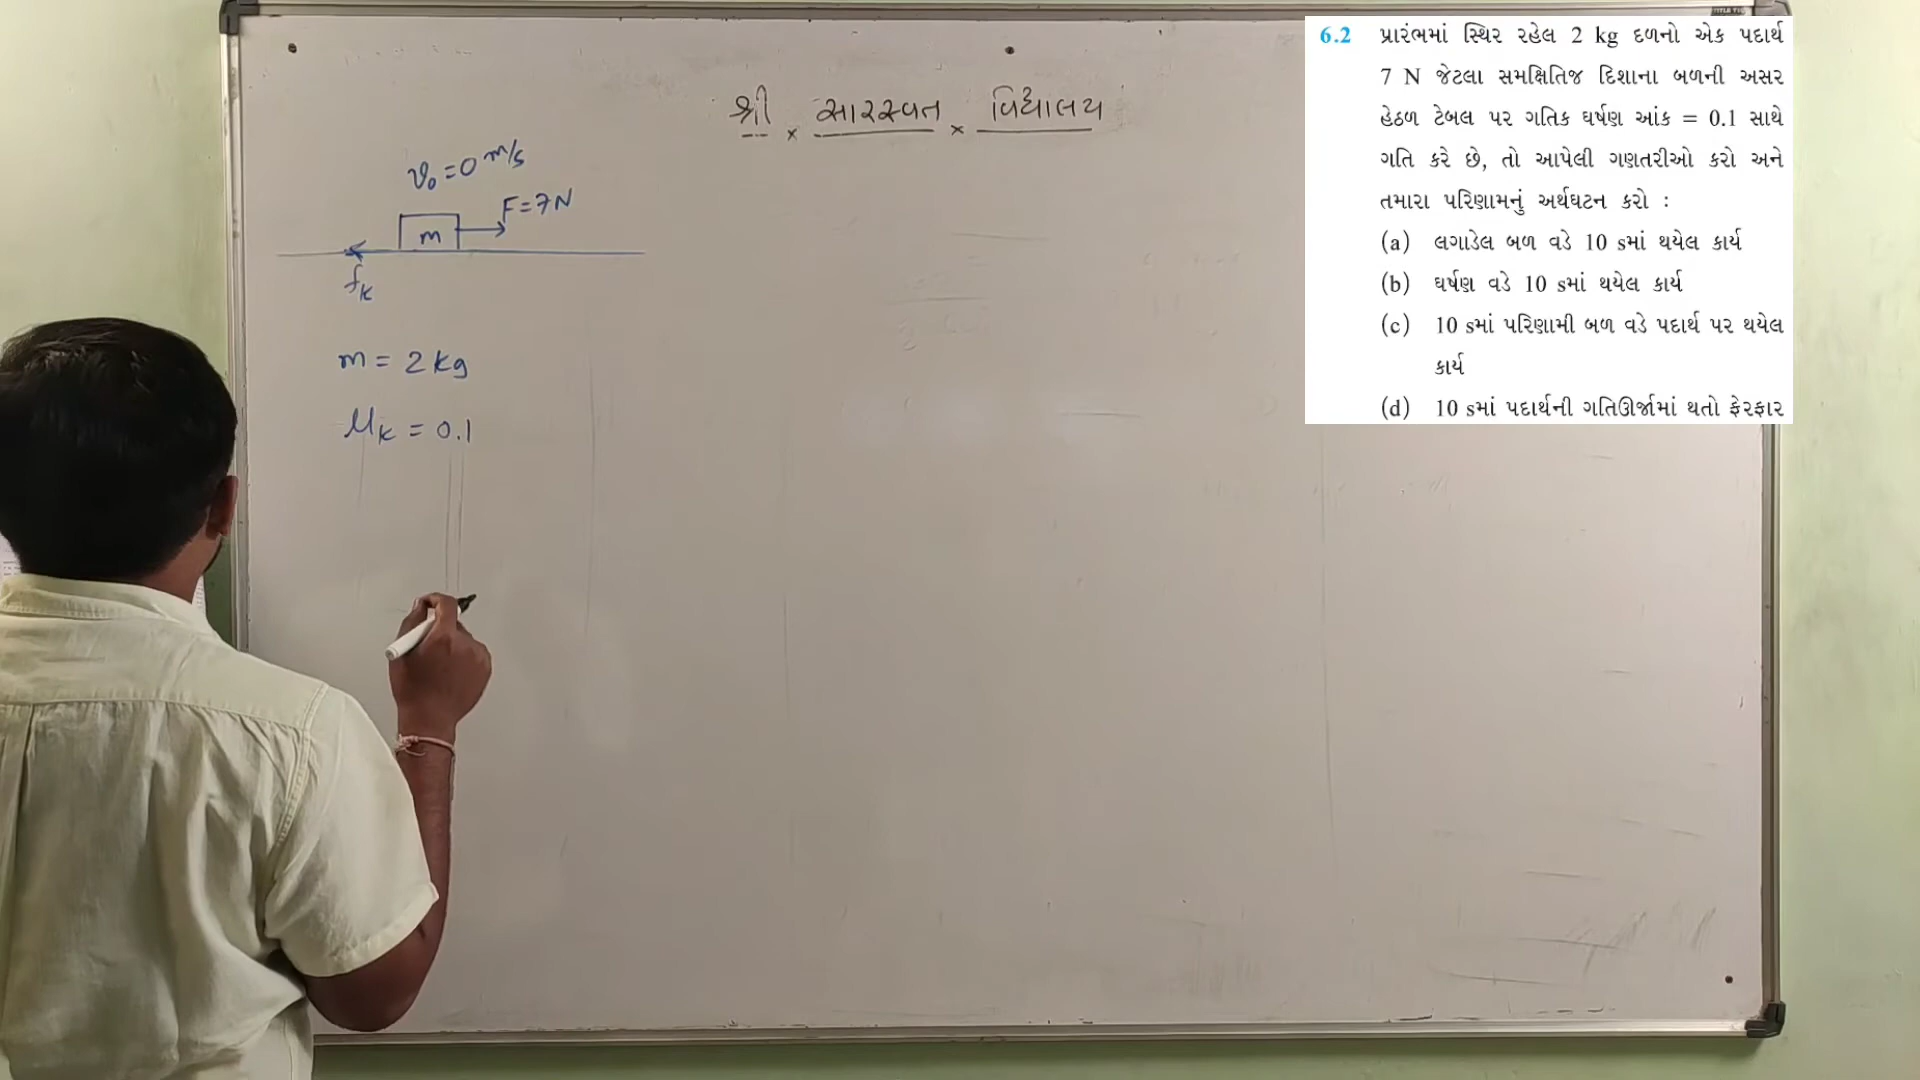 શ્રી × સારસ્વત × વિદ્યાલય
v₀ = 0 m/s
F = 7 N
m
fₖ
m = 2 kg
μₖ = 0.1
6.2 પ્રારંભમાં સ્થિર રહેલ 2 kg દળનો એક પદાર્થ
7 N જેટલા સમક્ષિતિજ દિશાના બળની અસર
હેઠળ ટેબલ પર ગતિક ઘર્ષણ આંક = 0.1 સાથે
ગતિ કરે છે, તો આપેલી ગણતરીઓ કરો અને
તમારા પરિણામનું અર્થઘટન કરો :
(a) લગાડેલ બળ વડે 10 sમાં થયેલ કાર્ય
(b) ઘર્ષણ વડે 10 sમાં થયેલ કાર્ય
(c) 10 sમાં પરિણામી બળ વડે પદાર્થ પર થયેલ
કાર્ય
(d) 10 sમાં પદાર્થની ગતિઊર્જામાં થતો ફેરફાર